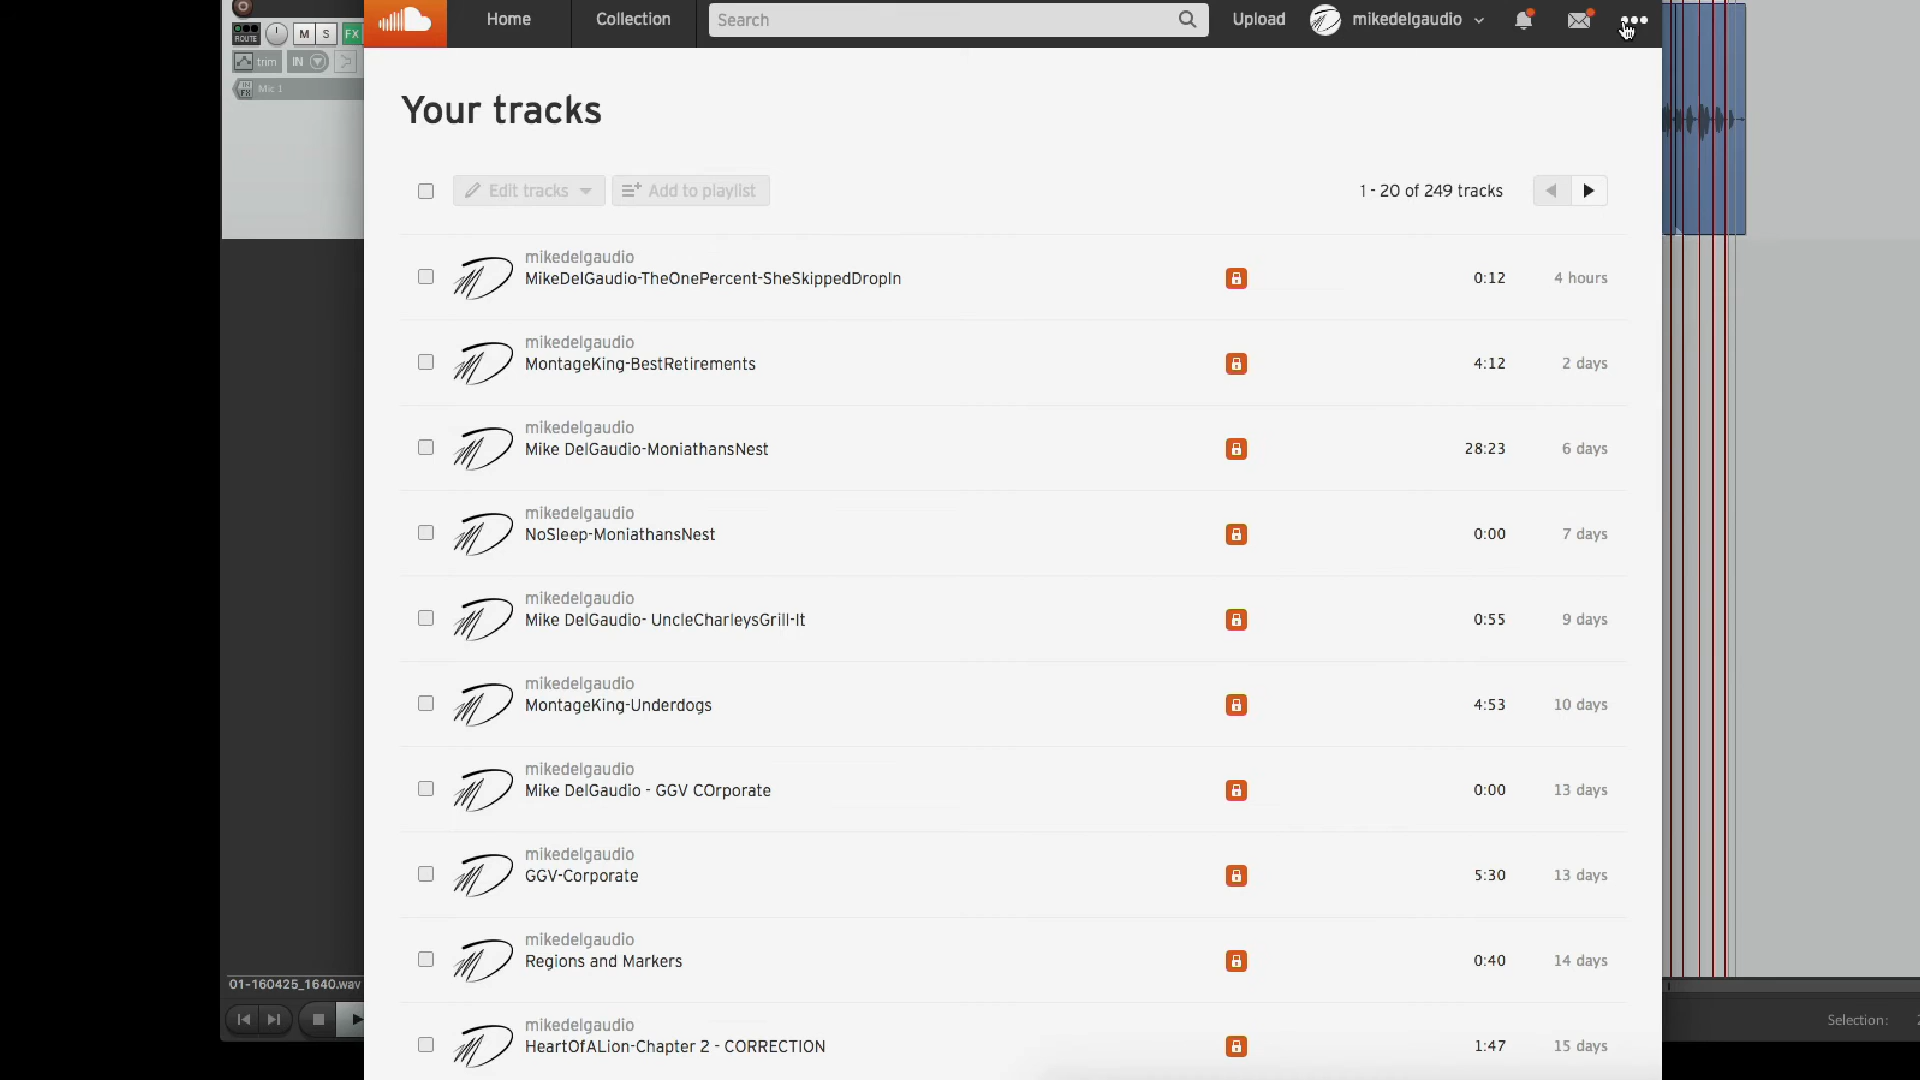 Home
Collection
Search
Upload
mikedelgaudio
ROUTE
M
S
FX
trim
IN
IN FX
Mic 1
Your tracks
Edit tracks
Add to playlist
1 - 20 of 249 tracks
mikedelgaudio
MikeDelGaudio-TheOnePercent-SheSkippedDropIn
0:12
4 hours
mikedelgaudio
MontageKing-BestRetirements
4:12
2 days
mikedelgaudio
Mike DelGaudio-MoniathansNest
28:23
6 days
mikedelgaudio
NoSleep-MoniathansNest
0:00
7 days
mikedelgaudio
Mike DelGaudio- UncleCharleysGrill-It
0:55
9 days
mikedelgaudio
MontageKing-Underdogs
4:53
10 days
mikedelgaudio
Mike DelGaudio - GGV COrporate
0:00
13 days
mikedelgaudio
GGV-Corporate
5:30
13 days
mikedelgaudio
Regions and Markers
0:40
14 days
mikedelgaudio
HeartOfALion-Chapter 2 - CORRECTION
1:47
15 days
01-160425_1640.wav
Selection: